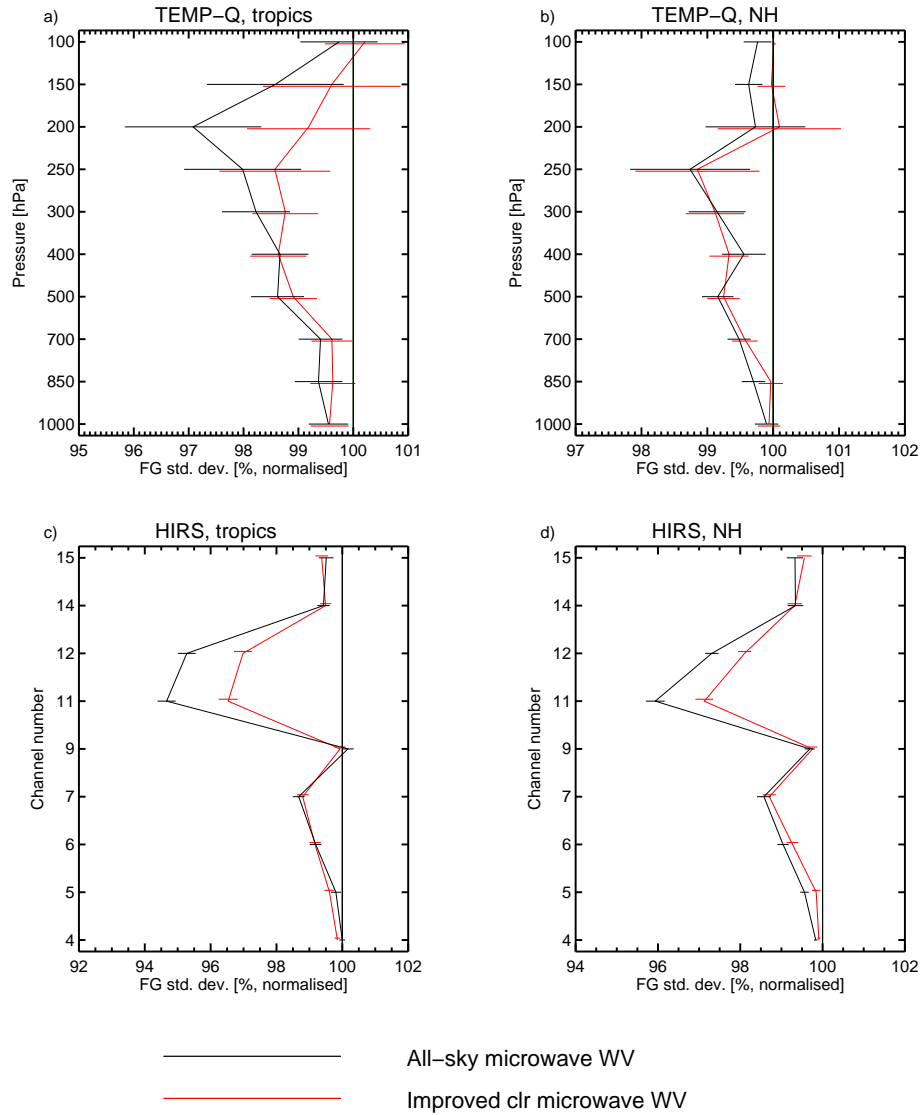 a)
TEMP−Q, tropics
100
150
200
250
300
400
500
700
850
1000
Pressure [hPa]
95 96 97 98 99 100 101
FG std. dev. [%, normalised]
b)
TEMP−Q, NH
100
150
200
250
300
400
500
700
850
1000
Pressure [hPa]
97 98 99 100 101 102
FG std. dev. [%, normalised]
c)
HIRS, tropics
15
14
12
11
9
7
6
5
4
Channel number
92 94 96 98 100 102
FG std. dev. [%, normalised]
d)
HIRS, NH
15
14
12
11
9
7
6
5
4
Channel number
94 96 98 100 102
FG std. dev. [%, normalised]
All−sky microwave WV
Improved clr microwave WV